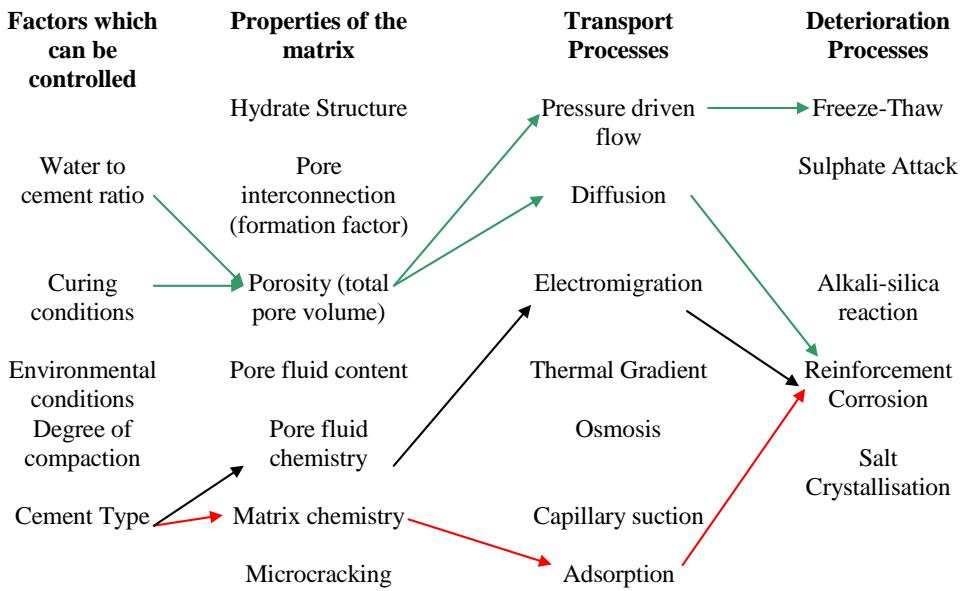 Factors which
can be
controlled
Properties of the
matrix
Transport
Processes
Deterioration
Processes
Hydrate Structure
Pressure driven
flow
Freeze-Thaw
Water to
cement ratio
Pore
interconnection
(formation factor)
Diffusion
Sulphate Attack
Curing
conditions
Porosity (total
pore volume)
Electromigration
Alkali-silica
reaction
Environmental
conditions
Pore fluid content
Thermal Gradient
Reinforcement
Corrosion
Degree of
compaction
Pore fluid
chemistry
Osmosis
Salt
Crystallisation
Cement Type
Matrix chemistry
Capillary suction
Microcracking
Adsorption